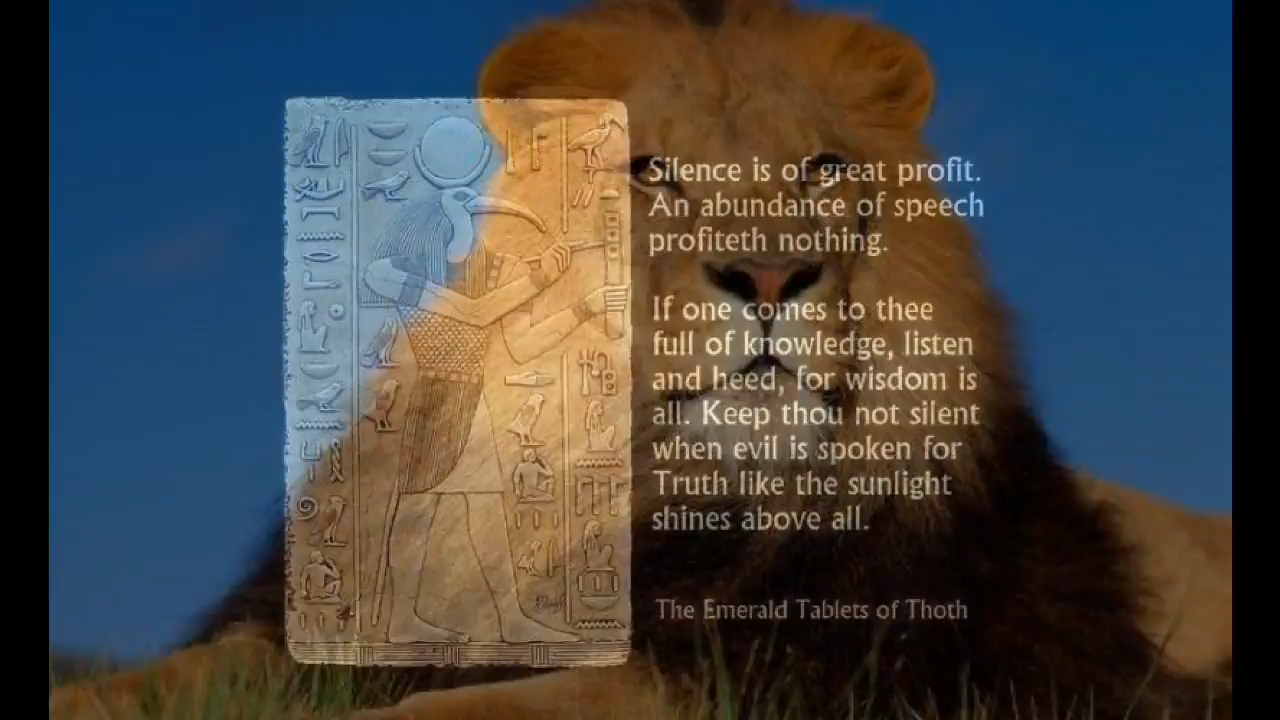 Silence is of great profit.
An abundance of speech
profiteth nothing.
If one comes to thee
full of knowledge, listen
and heed, for wisdom is
all. Keep thou not silent
when evil is spoken for
Truth like the sunlight
shines above all.
The Emerald Tablets of Thoth